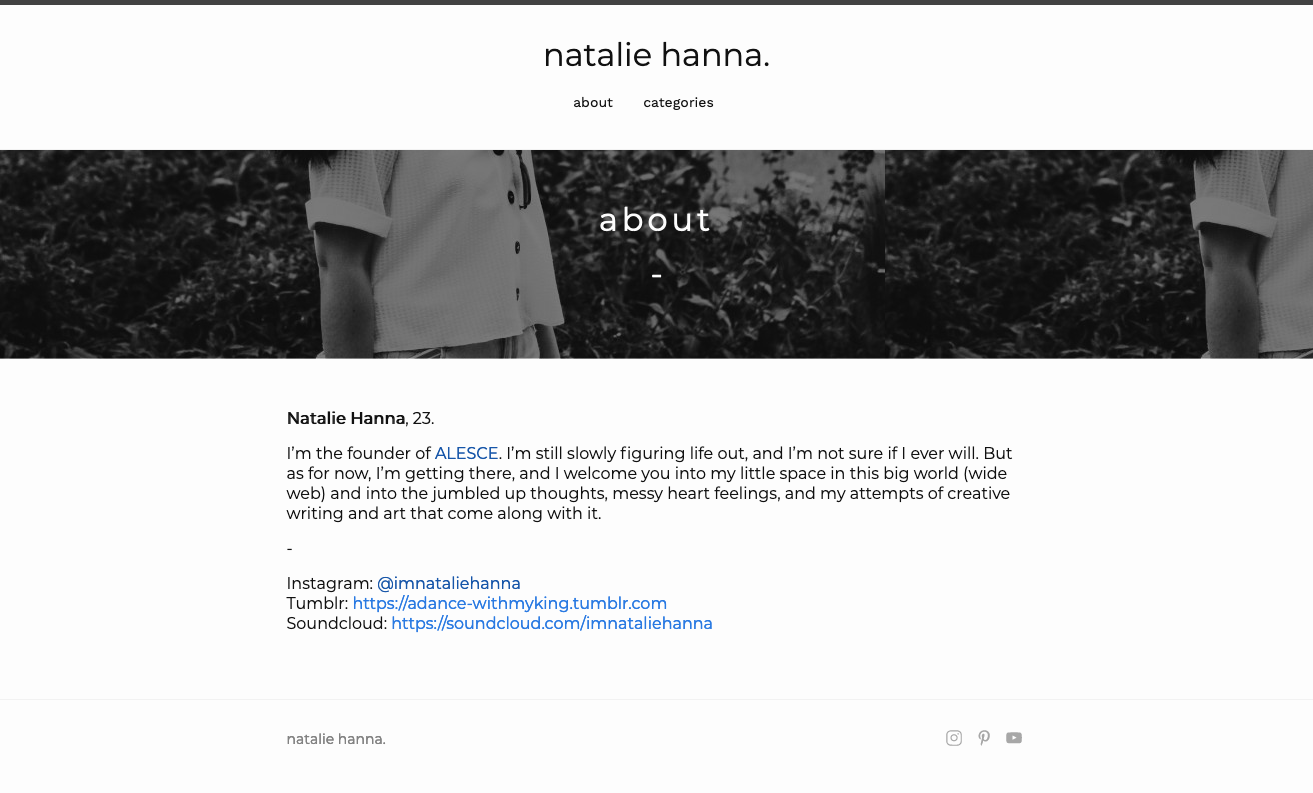 natalie hanna.
about categories
about
-
Natalie Hanna, 23.
I'm the founder of ALESCE. I'm still slowly figuring life out, and I'm not sure if I ever will. But
as for now, I'm getting there, and I welcome you into my little space in this big world (wide
web) and into the jumbled up thoughts, messy heart feelings, and my attempts of creative
writing and art that come along with it.
-
Instagram: @imnataliehanna
Tumblr: https://adance-withmyking.tumblr.com
Soundcloud: https://soundcloud.com/imnataliehanna
natalie hanna.